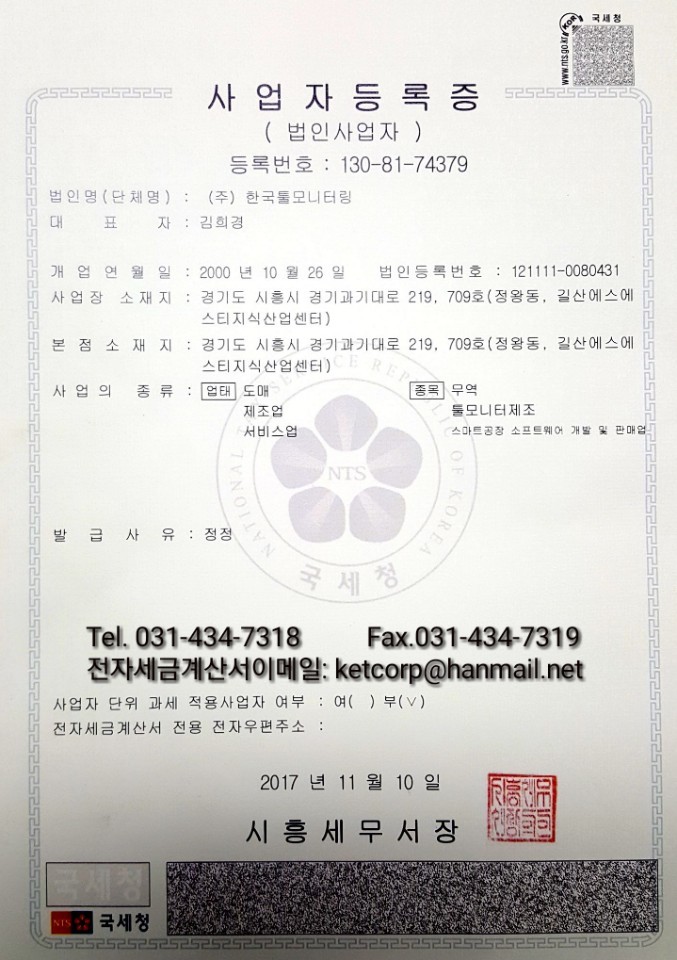 국세청
KOR
www.nts.go.kr
사업자등록증
( 법인사업자 )
등록번호 : 130-81-74379
법인명(단체명) : (주) 한국툴모니터링
대 표 자 : 김희경
개 업 연 월 일 : 2000 년 10 월 26 일 법인등록번호 : 121111-0080431
사업장 소재지 : 경기도 시흥시 경기과기대로 219, 709호(정왕동, 길산에스에
스티지식산업센터)
본 점 소 재 지 : 경기도 시흥시 경기과기대로 219, 709호(정왕동, 길산에스에
스티지식산업센터)
사 업 의 종 류 : 업태 도매 종목 무역
제조업 툴모니터제조
서비스업 스마트공장 소프트웨어 개발 및 판매업
NATIONAL TAX SERVICE REPUBLIC OF KOREA
NTS
국세청
발 급 사 유 : 정정
Tel. 031-434-7318 Fax.031-434-7319
전자세금계산서이메일: ketcorp@hanmail.net
사업자 단위 과세 적용사업자 여부 : 여( ) 부(∨)
전자세금계산서 전용 전자우편주소 :
2017 년 11 월 10 일
시흥세무서장
국세청
NTS 국세청